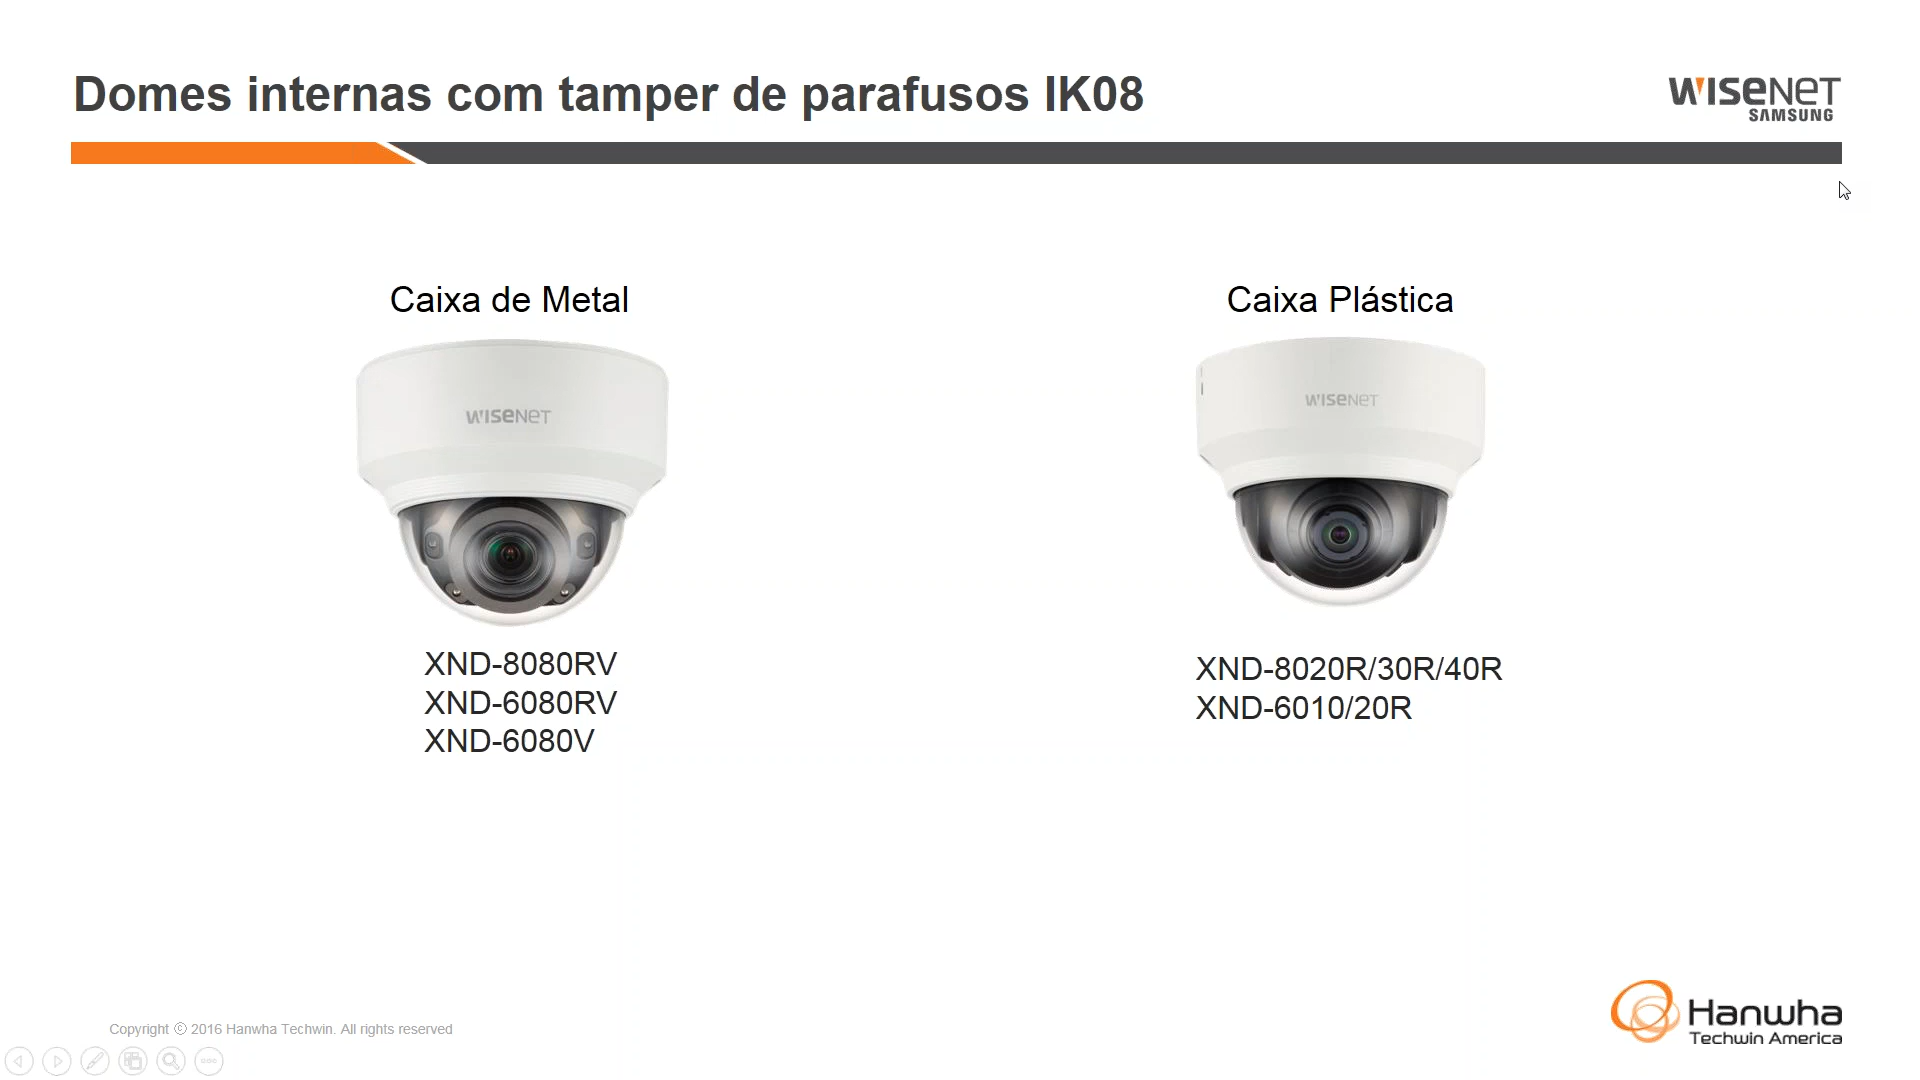 Domes internas com tamper de parafusos IK08
WISENET
SAMSUNG
Caixa de Metal
Caixa Plástica
WISENET
WISENET
XND-8080RV
XND-6080RV
XND-6080V
XND-8020R/30R/40R
XND-6010/20R
Copyright © 2016 Hanwha Techwin. All rights reserved
Hanwha
Techwin America